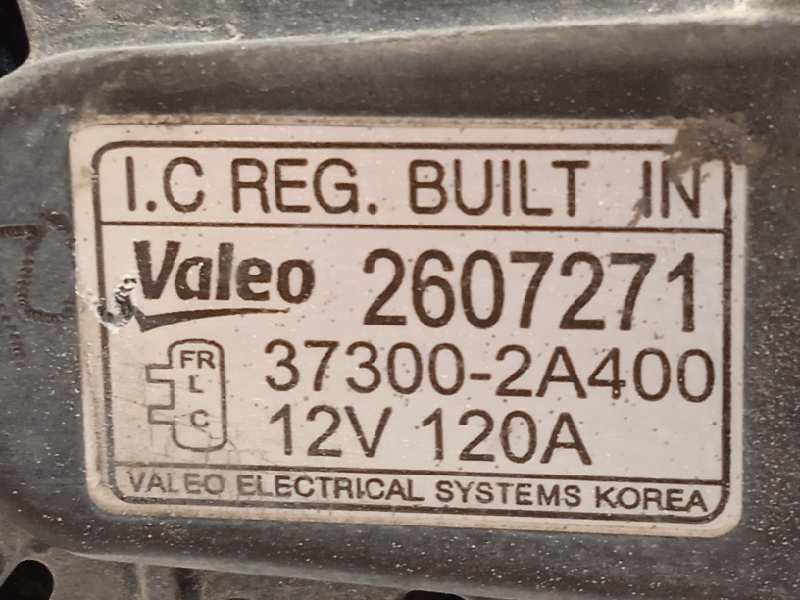 I.C REG. BUILT IN
Valeo 2607271
FR 37300-2A400
L
C 12V 120A
VALEO ELECTRICAL SYSTEMS KOREA